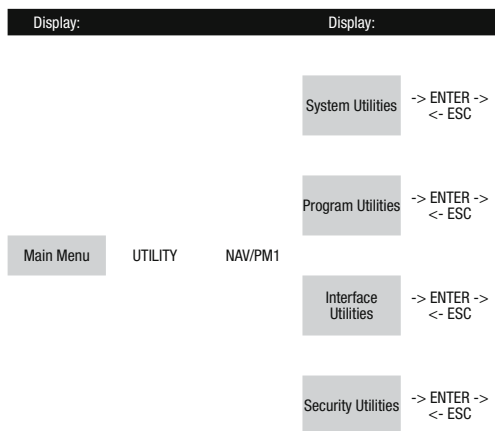 Display: Display:
System Utilities -> ENTER ->
<- ESC
Program Utilities -> ENTER ->
<- ESC
Main Menu UTILITY NAV/PM1
Interface
Utilities
-> ENTER ->
<- ESC
Security Utilities -> ENTER ->
<- ESC